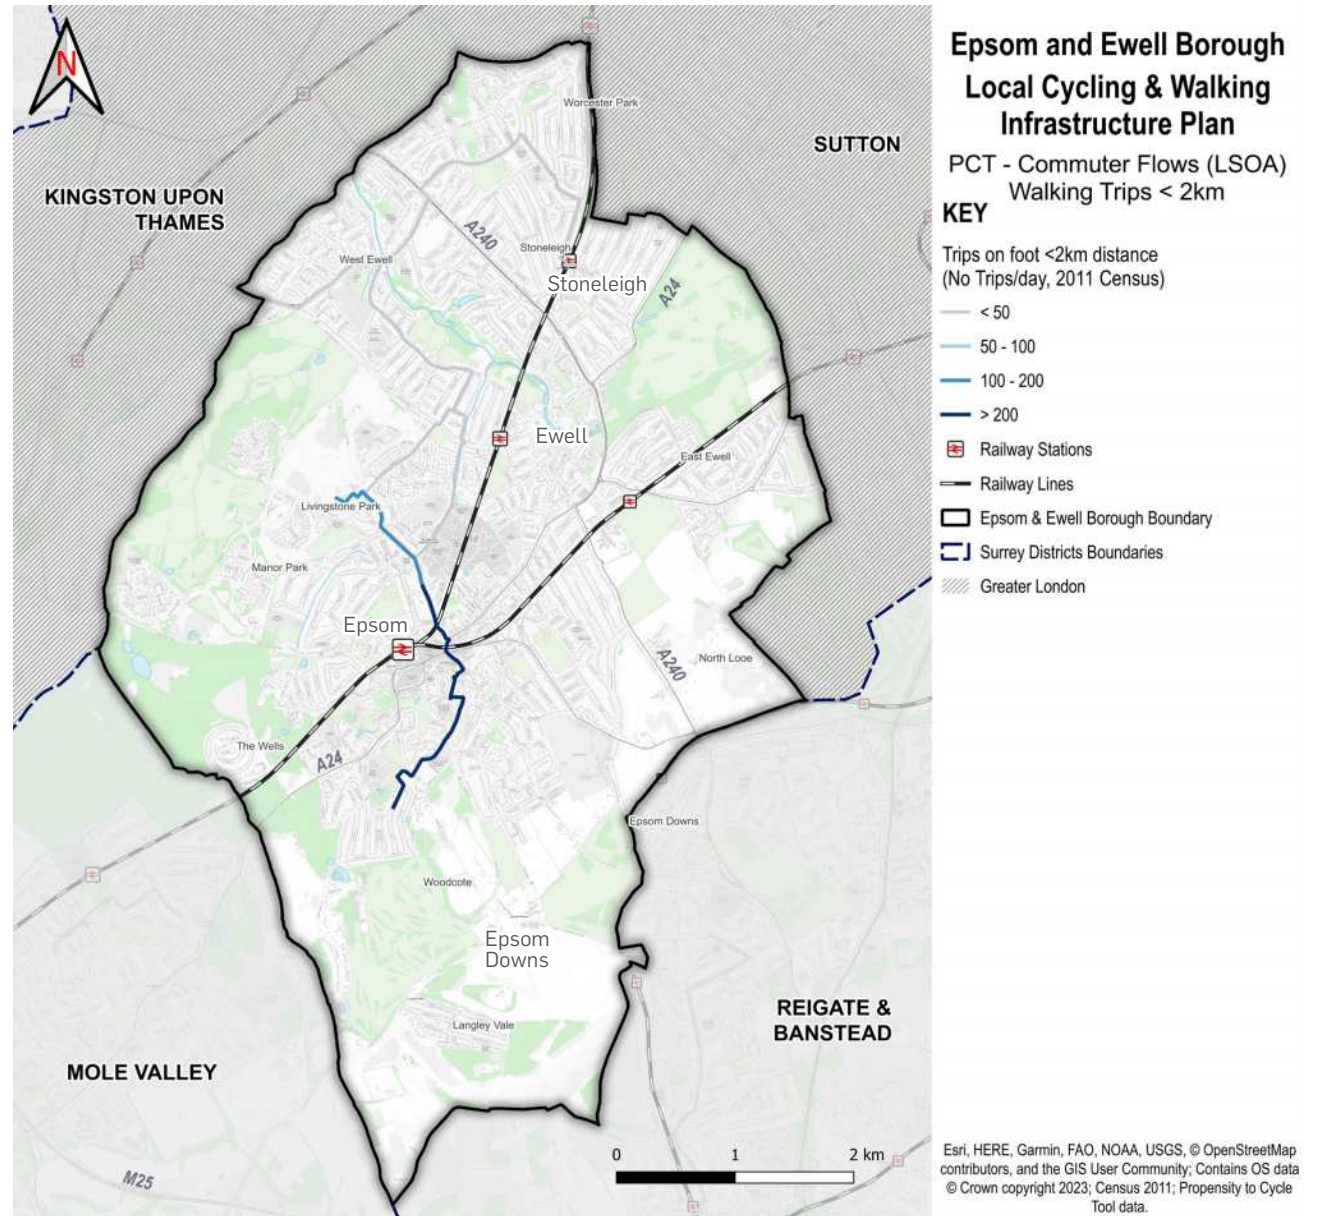 N
KINGSTON UPON
THAMES
SUTTON
Worcester Park
A240
West Ewell
Stoneleigh
Stoneleigh
A24
Ewell
East Ewell
Livingstone Park
Manor Park
Epsom
North Looe
A240
The Wells
A24
Epsom Downs
Woodcote
Epsom
Downs
Langley Vale
REIGATE &
BANSTEAD
MOLE VALLEY
M25
0 1 2 km
Epsom and Ewell Borough
Local Cycling & Walking
Infrastructure Plan
PCT - Commuter Flows (LSOA)
Walking Trips < 2km
KEY
Trips on foot <2km distance
(No Trips/day, 2011 Census)
< 50
50 - 100
100 - 200
> 200
Railway Stations
Railway Lines
Epsom & Ewell Borough Boundary
Surrey Districts Boundaries
Greater London
Esri, HERE, Garmin, FAO, NOAA, USGS, © OpenStreetMap
contributors, and the GIS User Community; Contains OS data
© Crown copyright 2023; Census 2011; Propensity to Cycle
Tool data.